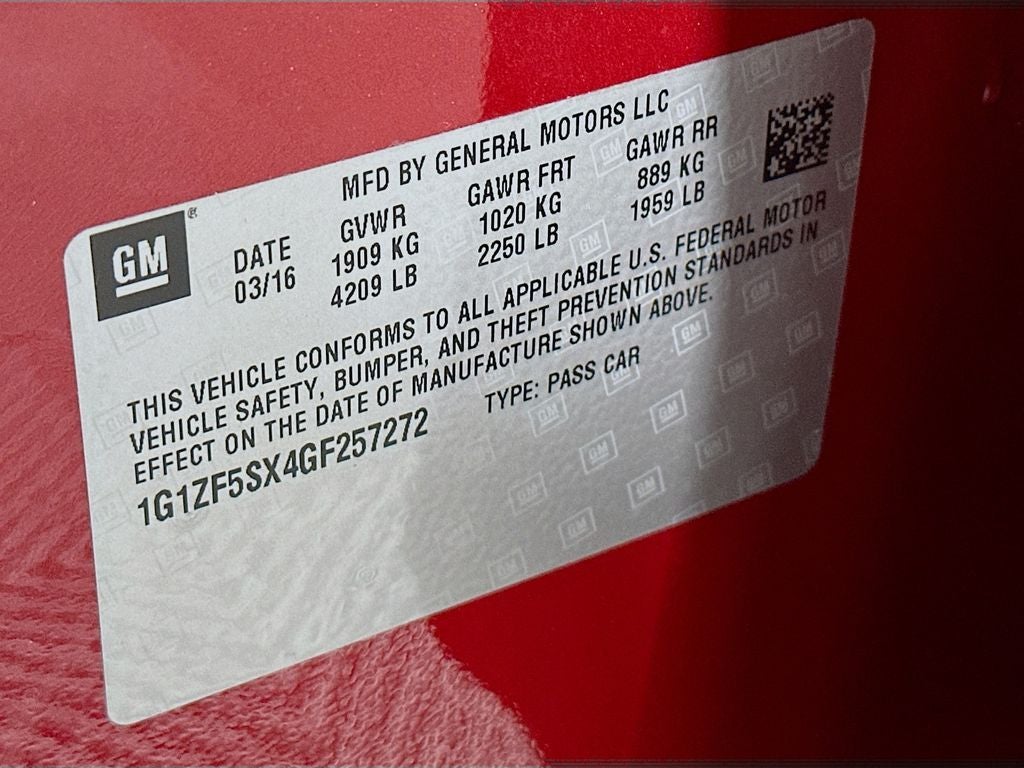 MFD BY GENERAL MOTORS LLC
GM®
DATE GVWR GAWR FRT GAWR RR
03/16 1909 KG 1020 KG 889 KG
4209 LB 2250 LB 1959 LB
THIS VEHICLE CONFORMS TO ALL APPLICABLE U.S. FEDERAL MOTOR
VEHICLE SAFETY, BUMPER, AND THEFT PREVENTION STANDARDS IN
EFFECT ON THE DATE OF MANUFACTURE SHOWN ABOVE.
1G1ZF5SX4GF257272 TYPE: PASS CAR